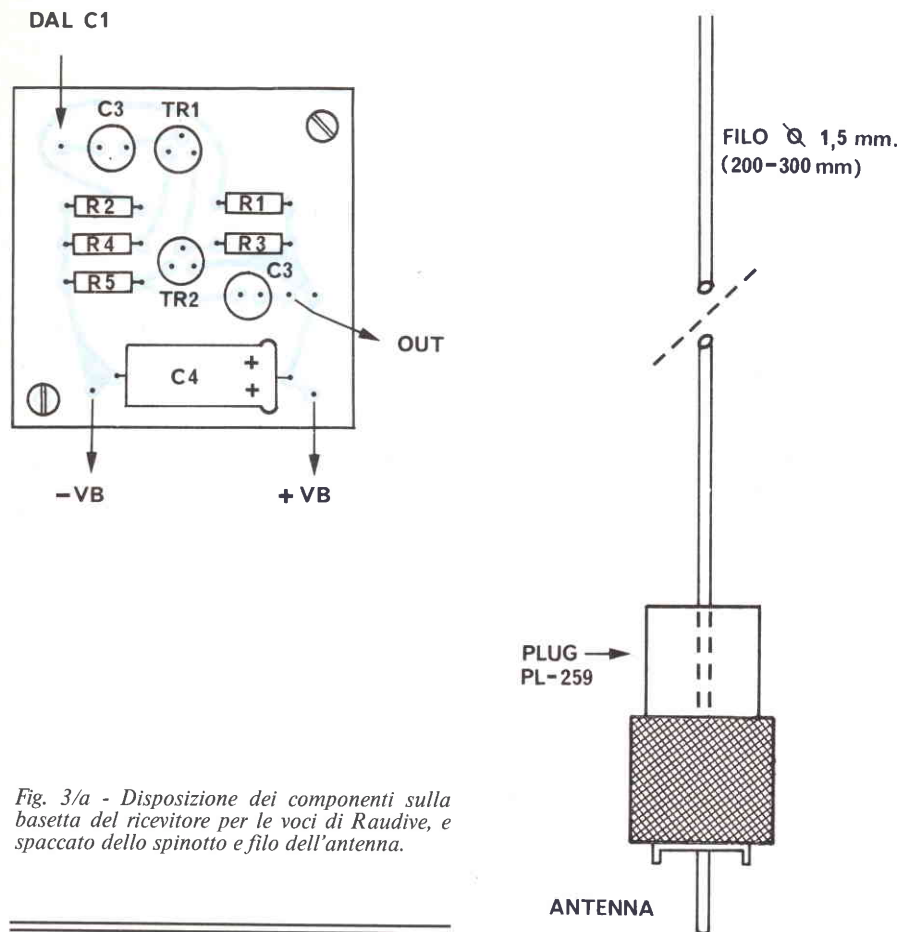 DAL C1
C3
TR1
R2
R1
R4
R3
R5
TR2
C3
OUT
C4
+
+
–VB
+ VB
FILO Ø 1,5 mm.
(200–300 mm)
PLUG
PL–259
ANTENNA
Fig. 3/a - Disposizione dei componenti sulla
basetta del ricevitore per le voci di Raudive, e
spaccato dello spinotto e filo dell'antenna.